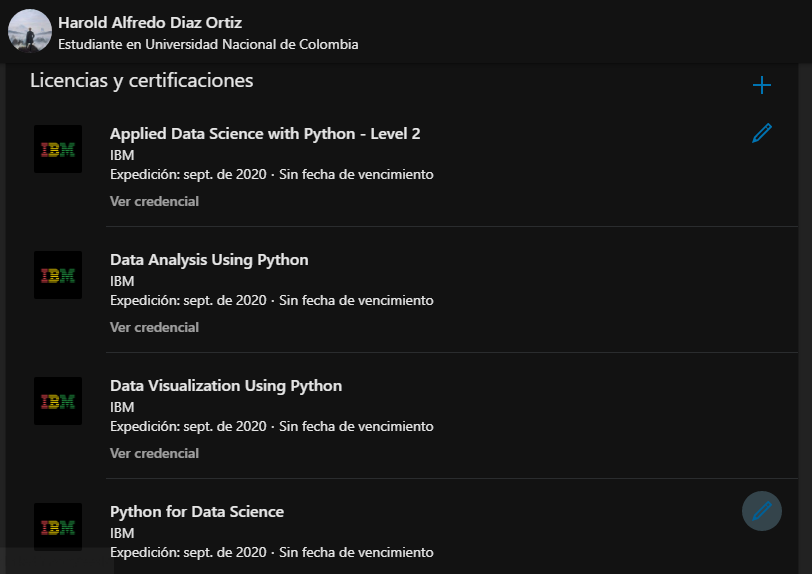 Harold Alfredo Diaz Ortiz
Estudiante en Universidad Nacional de Colombia
Licencias y certificaciones
IBM
Applied Data Science with Python - Level 2
IBM
Expedición: sept. de 2020 · Sin fecha de vencimiento
Ver credencial
IBM
Data Analysis Using Python
IBM
Expedición: sept. de 2020 · Sin fecha de vencimiento
Ver credencial
IBM
Data Visualization Using Python
IBM
Expedición: sept. de 2020 · Sin fecha de vencimiento
Ver credencial
IBM
Python for Data Science
IBM
Expedición: sept. de 2020 · Sin fecha de vencimiento